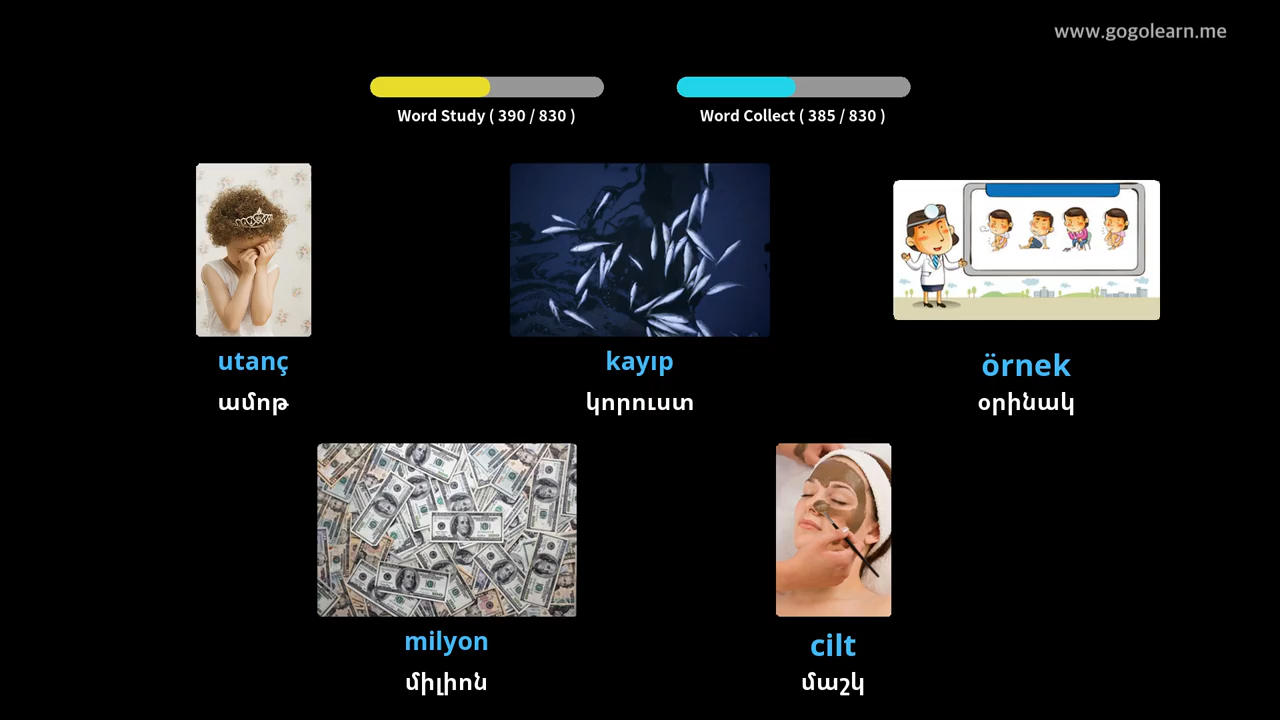 www.gogolearn.me
Word Study ( 390 / 830 )
Word Collect ( 385 / 830 )
utanç
ամոթ
kayıp
կորուստ
örnek
օրինակ
milyon
միլիոն
cilt
մաշկ